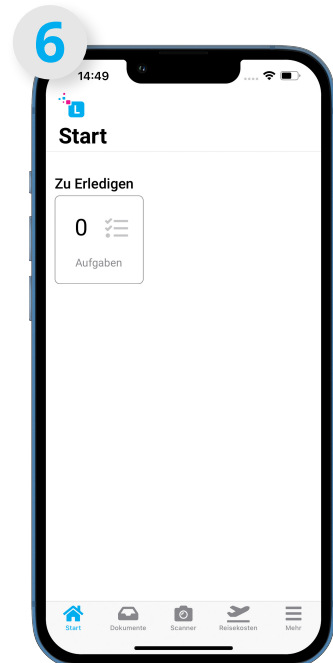 6
14:49
L
Start
Zu Erledigen
0
Aufgaben
Start Dokumente Scanner Reisekosten Mehr